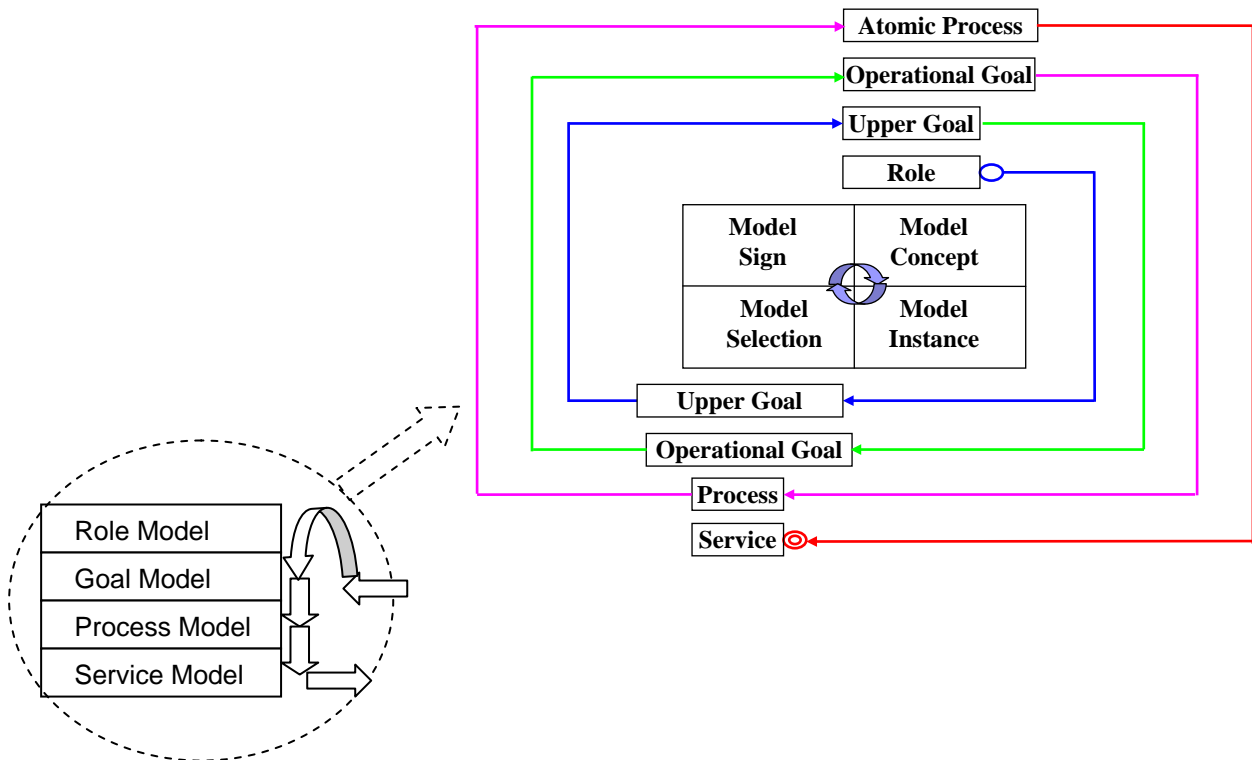 Atomic Process
Operational Goal
Upper Goal
Role
Model
Sign
Model
Concept
Model
Selection
Model
Instance
Upper Goal
Operational Goal
Process
Service
Role Model
Goal Model
Process Model
Service Model